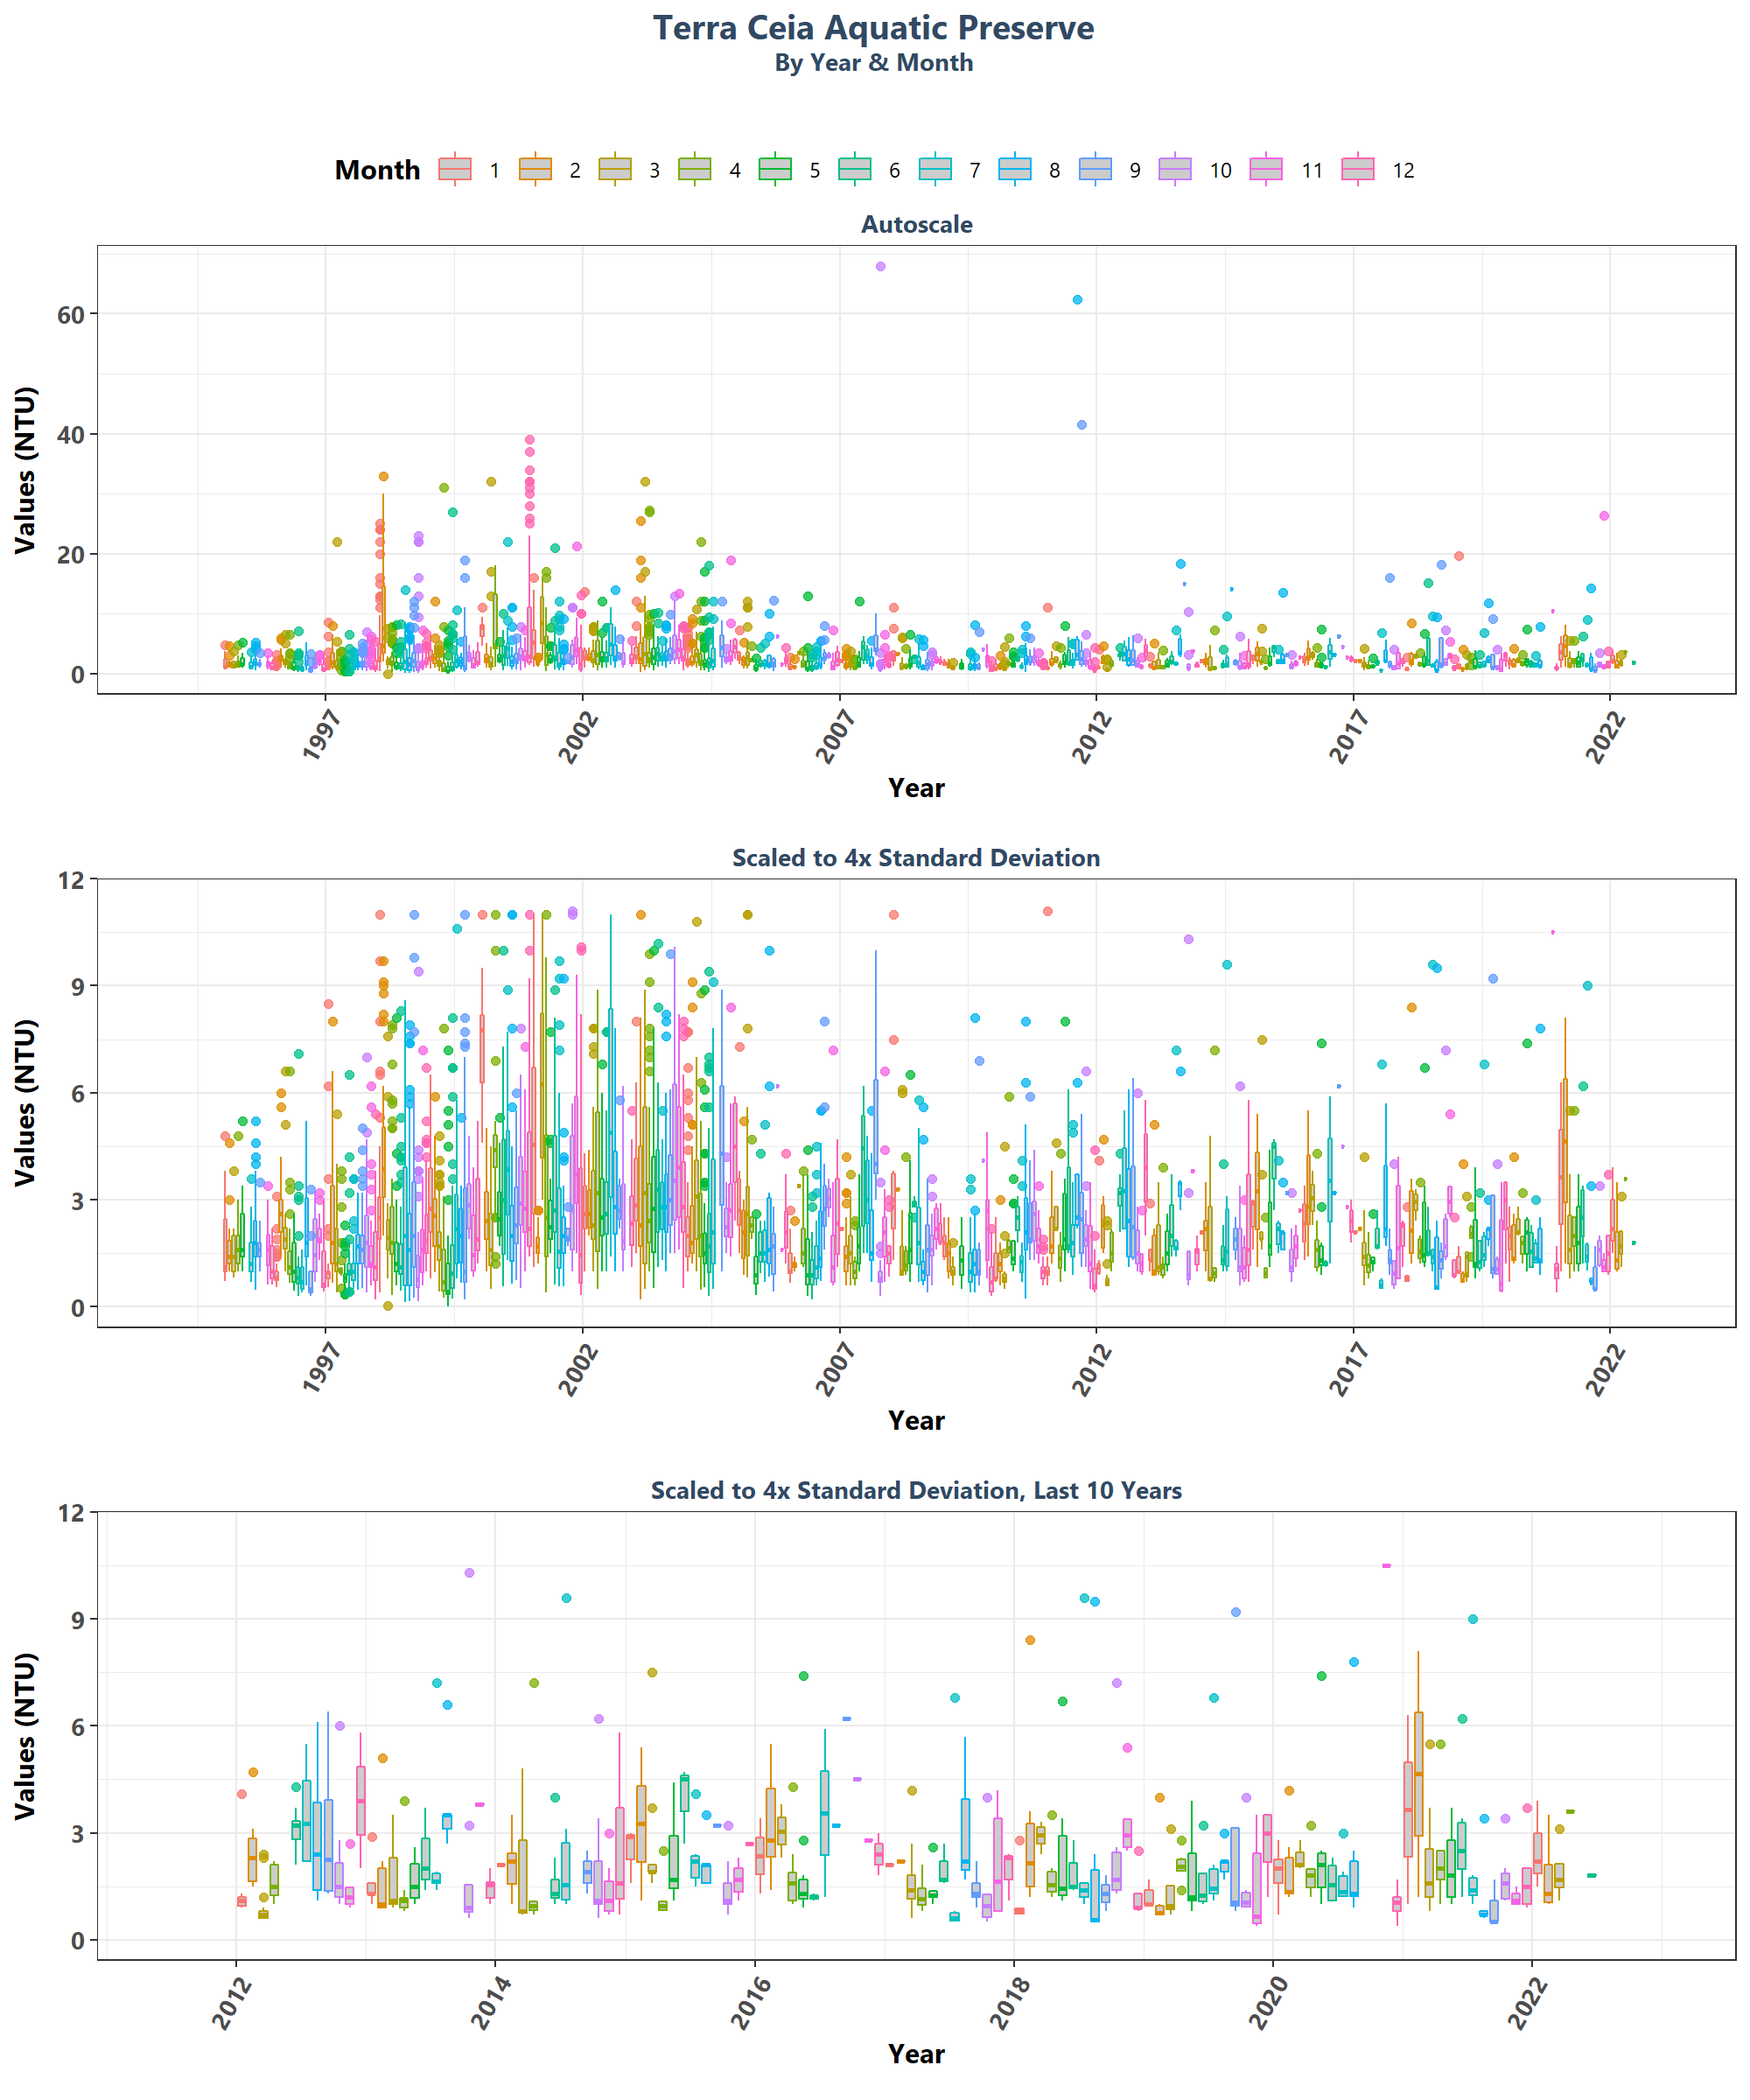 Terra Ceia Aquatic Preserve
By Year & Month
Month 1 2 3 4 5 6 7 8 9 10 11 12
Autoscale
Values (NTU)
60
40
20
0
1997 2002 2007 2012 2017 2022
Year
Scaled to 4x Standard Deviation
Values (NTU)
12
9
6
3
0
1997 2002 2007 2012 2017 2022
Year
Scaled to 4x Standard Deviation, Last 10 Years
Values (NTU)
12
9
6
3
0
2012 2014 2016 2018 2020 2022
Year